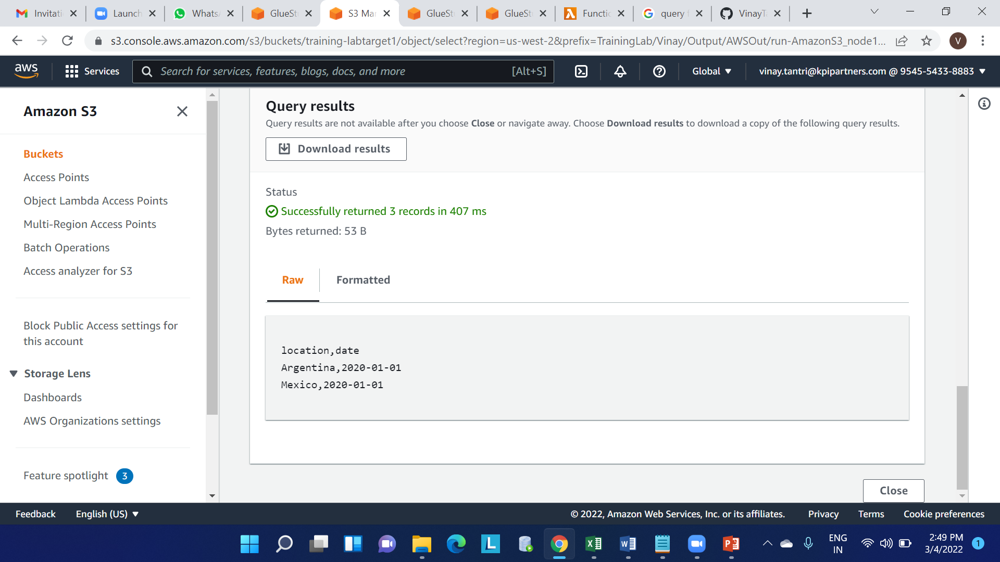 Invitati
Launch
Whats
GlueSt
S3 Ma
GlueSt
GlueSt
Functio
query
VinayT
s3.console.aws.amazon.com/s3/buckets/training-labtarget1/object/select?region=us-west-2&prefix=TrainingLab/Vinay/Output/AWSOut/run-AmazonS3_node1...
V
aws
Services
Search for services, features, blogs, docs, and more
[Alt+S]
Global
vinay.tantri@kpipartners.com @ 9545-5433-8883
Amazon S3
Buckets
Access Points
Object Lambda Access Points
Multi-Region Access Points
Batch Operations
Access analyzer for S3
Block Public Access settings for
this account
Storage Lens
Dashboards
AWS Organizations settings
Feature spotlight 3
Query results
Query results are not available after you choose Close or navigate away. Choose Download results to download a copy of the following query results.
Download results
Status
Successfully returned 3 records in 407 ms
Bytes returned: 53 B
Raw
Formatted
location,date
Argentina,2020-01-01
Mexico,2020-01-01
Close
Feedback
English (US)
© 2022, Amazon Web Services, Inc. or its affiliates.
Privacy
Terms
Cookie preferences
L
X
W
P
ENG
IN
2:49 PM
3/4/2022
1